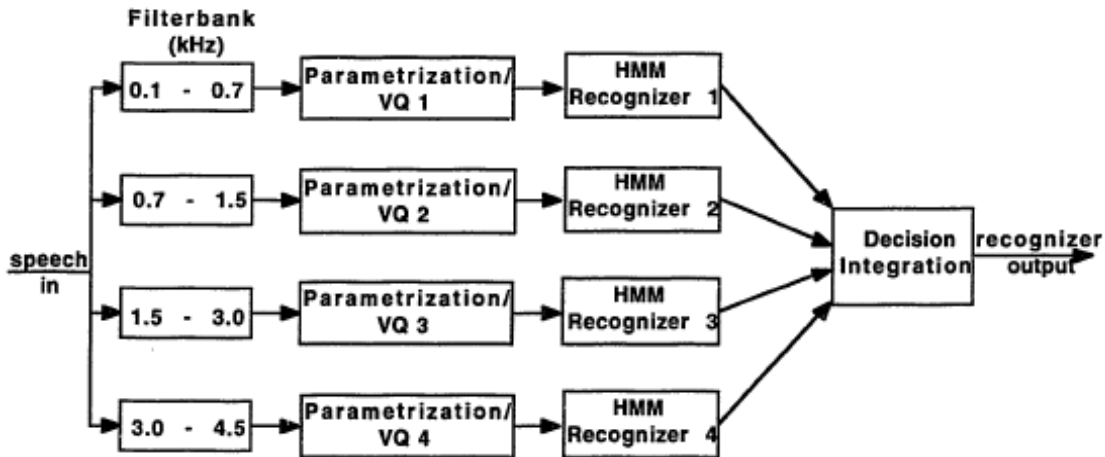 Filterbank
(kHz)
0.1 - 0.7
Parametrization/
VQ 1
HMM
Recognizer 1
0.7 - 1.5
Parametrization/
VQ 2
HMM
Recognizer 2
speech
in
Decision
Integration
recognizer
output
1.5 - 3.0
Parametrization/
VQ 3
HMM
Recognizer 3
3.0 - 4.5
Parametrization/
VQ 4
HMM
Recognizer 4